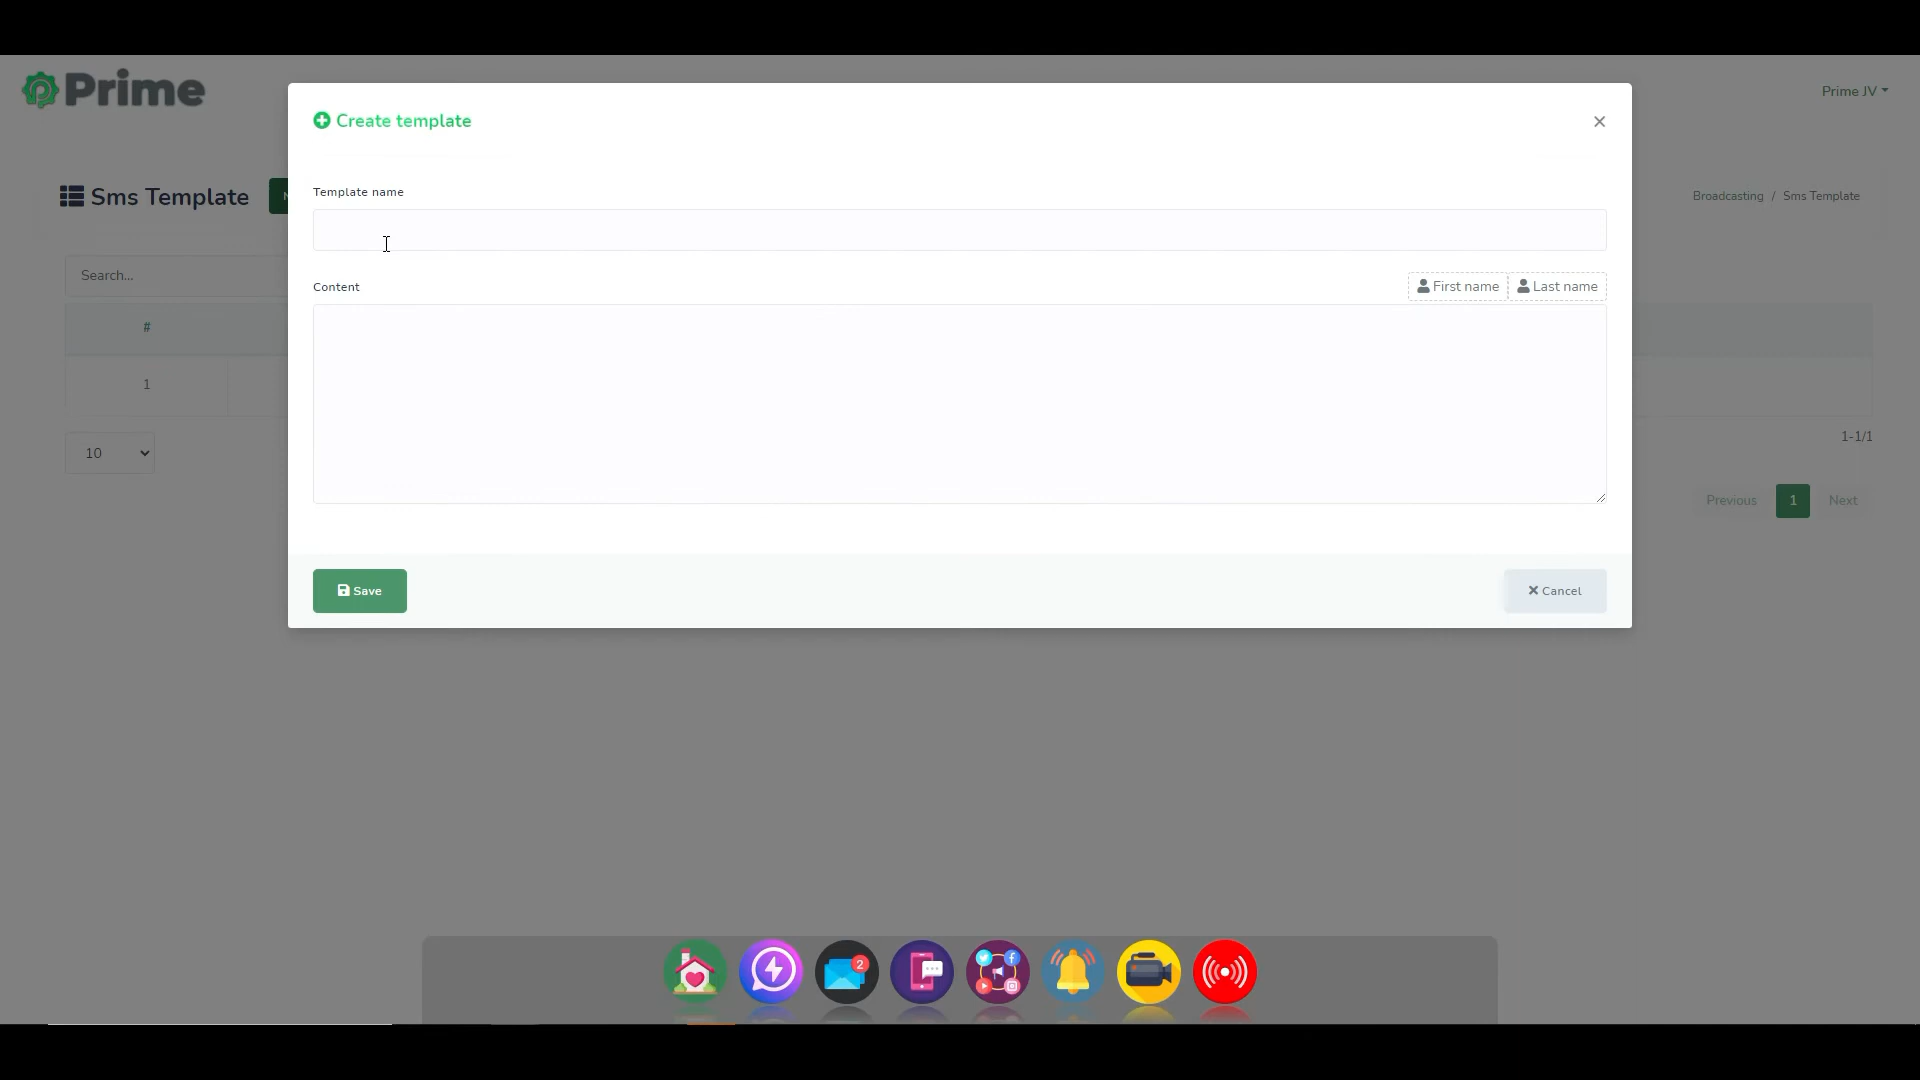 Prime
Prime JV
Create template
×
Sms Template
Broadcasting / Sms Template
Template name
Search...
Content
First name
Last name
#
1
10
1-1/1
Previous
1
Next
Save
Cancel
2